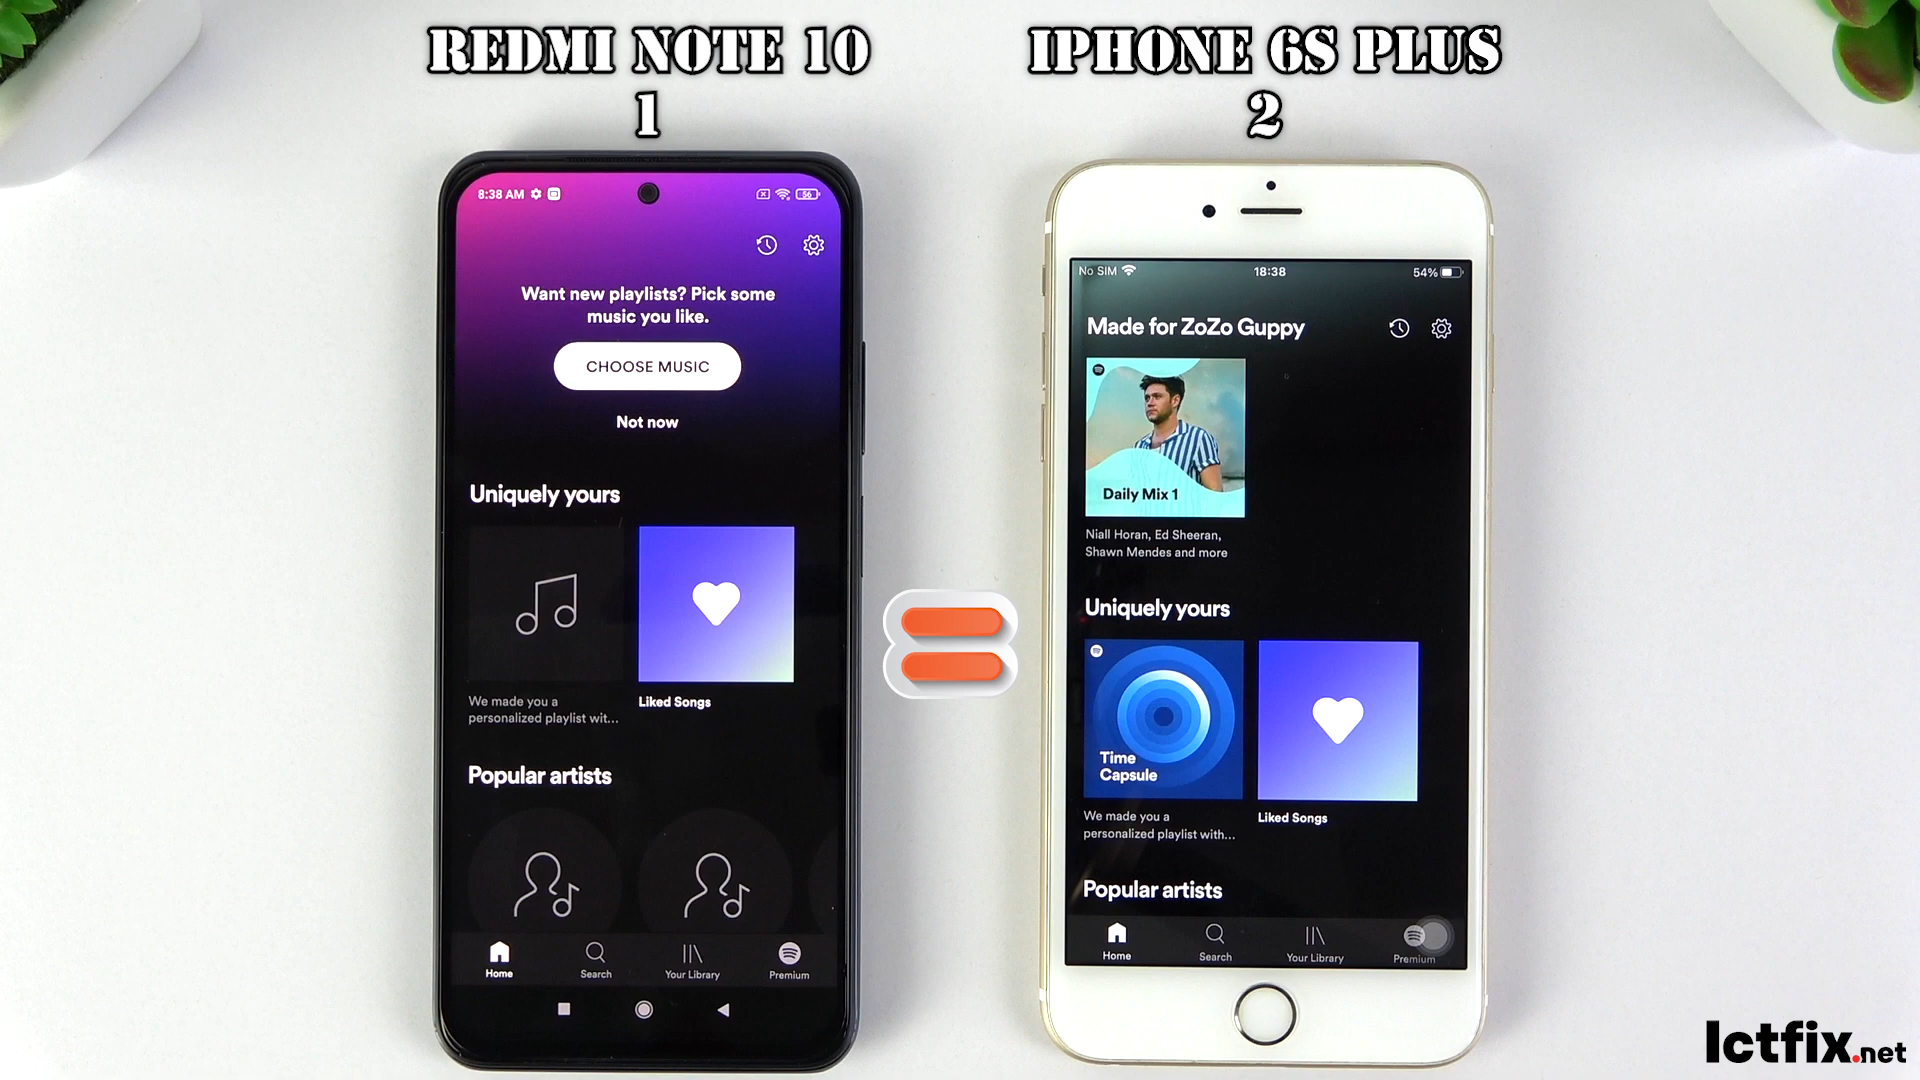 REDMI NOTE 10
1
IPHONE 6S PLUS
2
8:38 AM
56
Want new playlists? Pick some
music you like.
CHOOSE MUSIC
Not now
Uniquely yours
We made you a
personalized playlist wit...
Liked Songs
Popular artists
Home
Search
Your Library
Premium
No SIM
18:38
54%
Made for ZoZo Guppy
Daily Mix 1
Niall Horan, Ed Sheeran,
Shawn Mendes and more
Uniquely yours
Time
Capsule
We made you a
personalized playlist with...
Liked Songs
Popular artists
Home
Search
Your Library
Premium
Ictfix.net